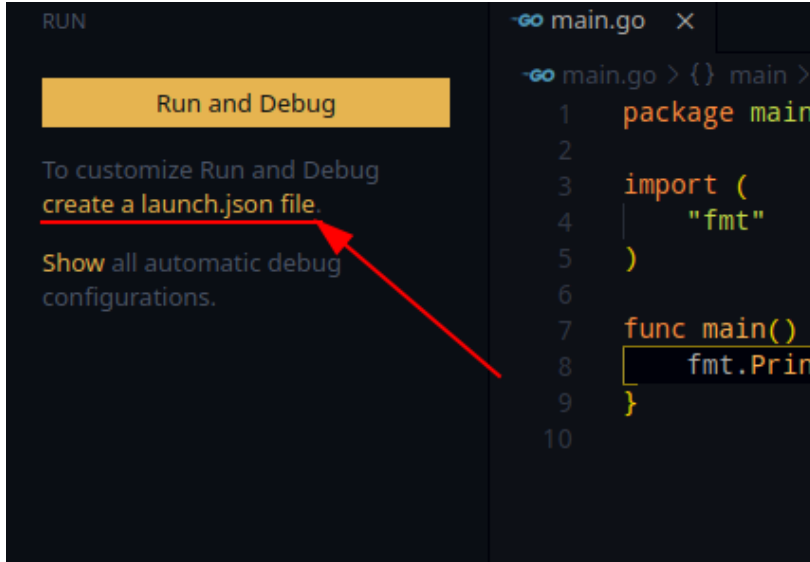 RUN
Run and Debug
To customize Run and Debug
create a launch.json file.
Show all automatic debug
configurations.
GO main.go ×
GO main.go > {} main >
1 package main
2
3 import (
4 "fmt"
5 )
6
7 func main()
8 fmt.Prin
9 }
10